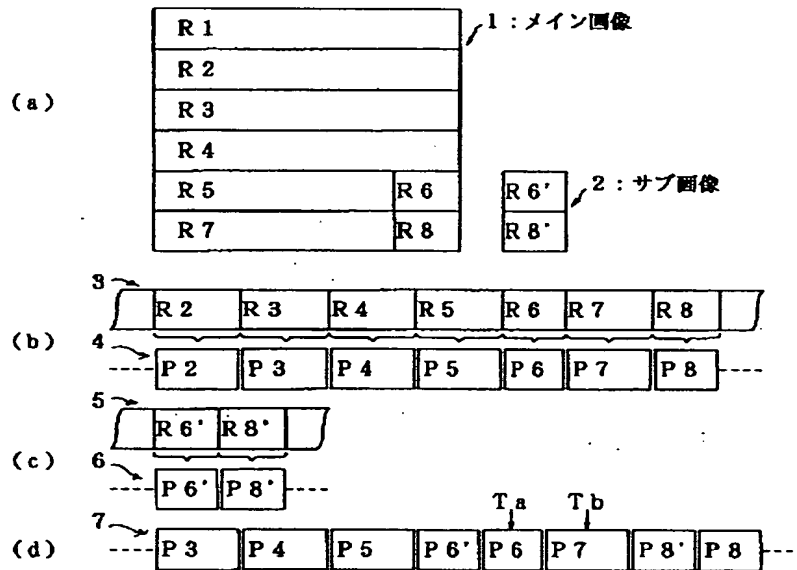 (a)
R1
R2
R3
R4
R5 R6
R7 R8
1:メイン画像
R6'
R8'
2:サブ画像
(b)
3
R2 R3 R4 R5 R6 R7 R8
4
P2 P3 P4 P5 P6 P7 P8
(c)
5
R6' R8'
6
P6' P8'
Ta Tb
(d)
7
P3 P4 P5 P6' P6 P7 P8' P8